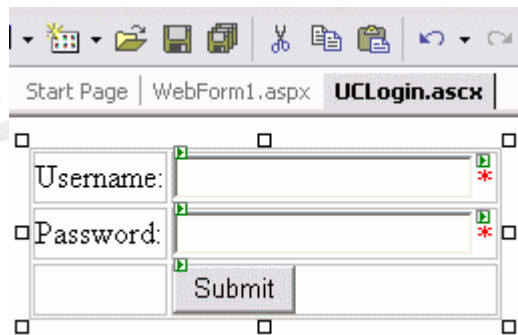 Start Page | WebForm1.aspx UCLogin.ascx
Username: *
Password: *
Submit